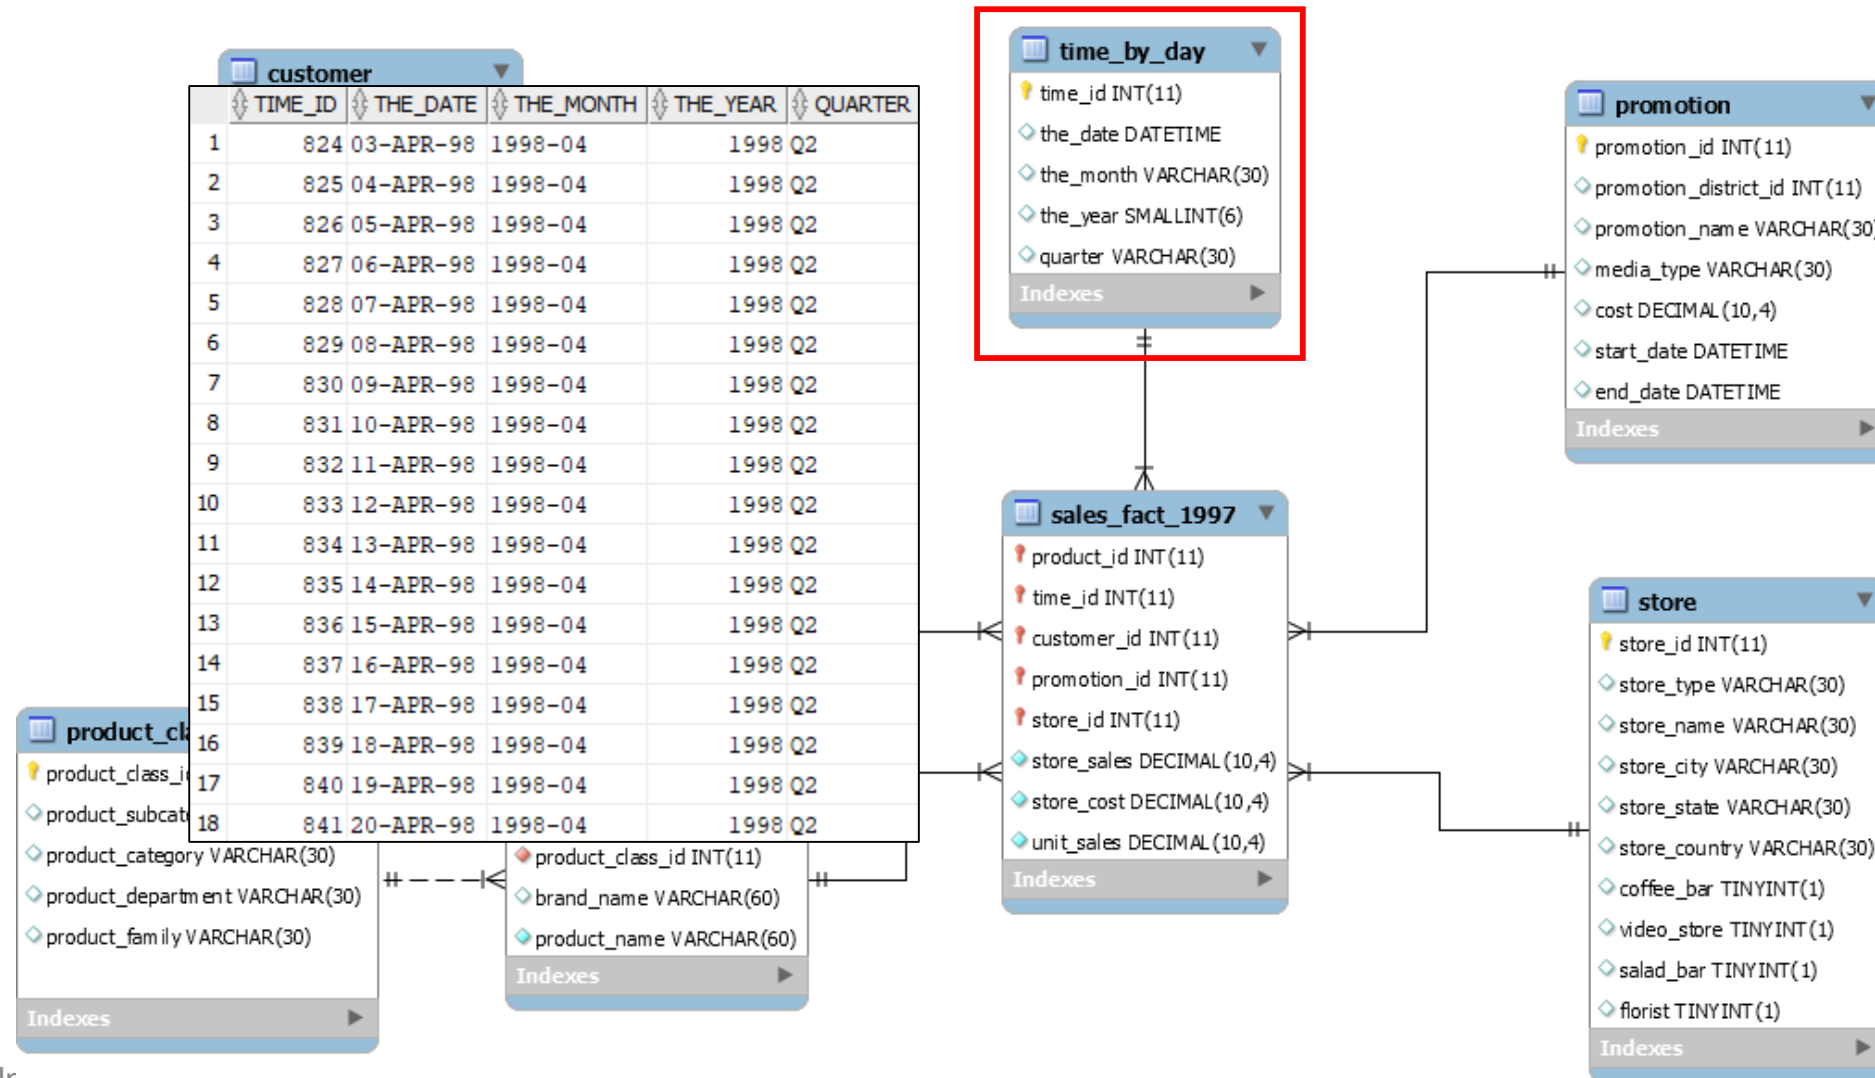 customer
TIME_ID THE_DATE THE_MONTH THE_YEAR QUARTER
1 824 03-APR-98 1998-04 1998 Q2
2 825 04-APR-98 1998-04 1998 Q2
3 826 05-APR-98 1998-04 1998 Q2
4 827 06-APR-98 1998-04 1998 Q2
5 828 07-APR-98 1998-04 1998 Q2
6 829 08-APR-98 1998-04 1998 Q2
7 830 09-APR-98 1998-04 1998 Q2
8 831 10-APR-98 1998-04 1998 Q2
9 832 11-APR-98 1998-04 1998 Q2
10 833 12-APR-98 1998-04 1998 Q2
11 834 13-APR-98 1998-04 1998 Q2
12 835 14-APR-98 1998-04 1998 Q2
13 836 15-APR-98 1998-04 1998 Q2
14 837 16-APR-98 1998-04 1998 Q2
15 838 17-APR-98 1998-04 1998 Q2
16 839 18-APR-98 1998-04 1998 Q2
17 840 19-APR-98 1998-04 1998 Q2
18 841 20-APR-98 1998-04 1998 Q2
time_by_day
time_id INT(11)
the_date DATETIME
the_month VARCHAR(30)
the_year SMALLINT(6)
quarter VARCHAR(30)
Indexes
promotion
promotion_id INT(11)
promotion_district_id INT(11)
promotion_name VARCHAR(30)
media_type VARCHAR(30)
cost DECIMAL(10,4)
start_date DATETIME
end_date DATETIME
Indexes
sales_fact_1997
product_id INT(11)
time_id INT(11)
customer_id INT(11)
promotion_id INT(11)
store_id INT(11)
store_sales DECIMAL(10,4)
store_cost DECIMAL(10,4)
unit_sales DECIMAL(10,4)
Indexes
store
store_id INT(11)
store_type VARCHAR(30)
store_name VARCHAR(30)
store_city VARCHAR(30)
store_state VARCHAR(30)
store_country VARCHAR(30)
coffee_bar TINYINT(1)
video_store TINYINT(1)
salad_bar TINYINT(1)
florist TINYINT(1)
Indexes
product_cla
product_class_i
product_subcat
product_category VARCHAR(30)
product_department VARCHAR(30)
product_family VARCHAR(30)
Indexes
product_class_id INT(11)
brand_name VARCHAR(60)
product_name VARCHAR(60)
Indexes